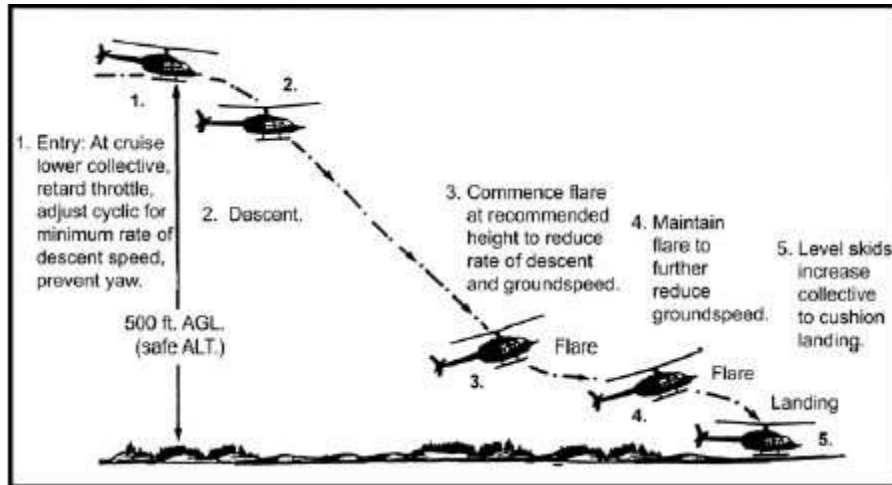 1.
2.
1. Entry: At cruise
lower collective,
retard throttle,
adjust cyclic for
minimum rate of
descent speed,
prevent yaw.
2. Descent.
3. Commence flare
at recommended
height to reduce
rate of descent
and groundspeed.
4. Maintain
flare to
further
reduce
groundspeed.
5. Level skids
increase
collective
to cushion
landing.
500 ft. AGL.
(safe ALT.)
Flare
3.
Flare
4.
Landing
5.